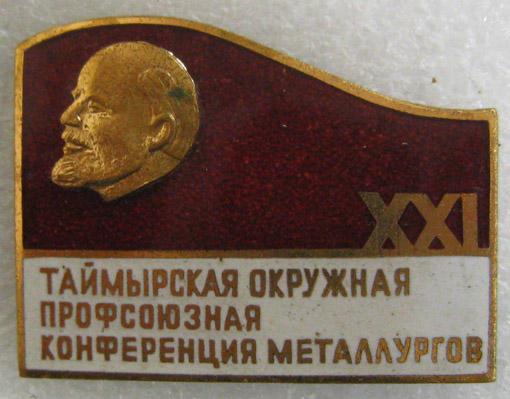 XXI
ТАЙМЫРСКАЯ ОКРУЖНАЯ
ПРОФСОЮЗНАЯ
КОНФЕРЕНЦИЯ МЕТАЛЛУРГОВ